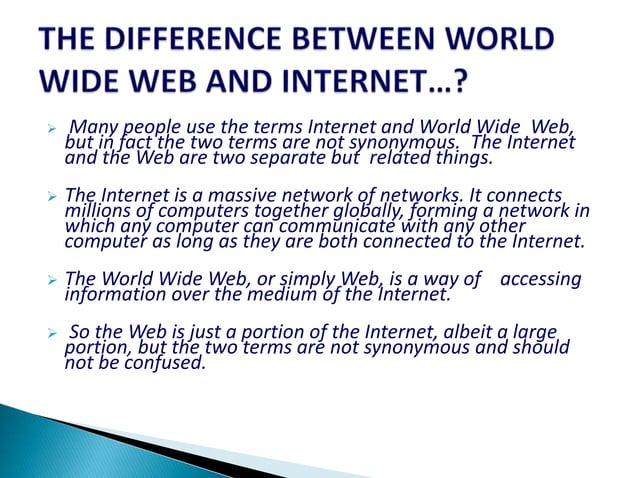 THE DIFFERENCE BETWEEN WORLD
WIDE WEB AND INTERNET…?
Many people use the terms Internet and World Wide Web,
but in fact the two terms are not synonymous. The Internet
and the Web are two separate but related things.
The Internet is a massive network of networks. It connects
millions of computers together globally, forming a network in
which any computer can communicate with any other
computer as long as they are both connected to the Internet.
The World Wide Web, or simply Web, is a way of accessing
information over the medium of the Internet.
So the Web is just a portion of the Internet, albeit a large
portion, but the two terms are not synonymous and should
not be confused.